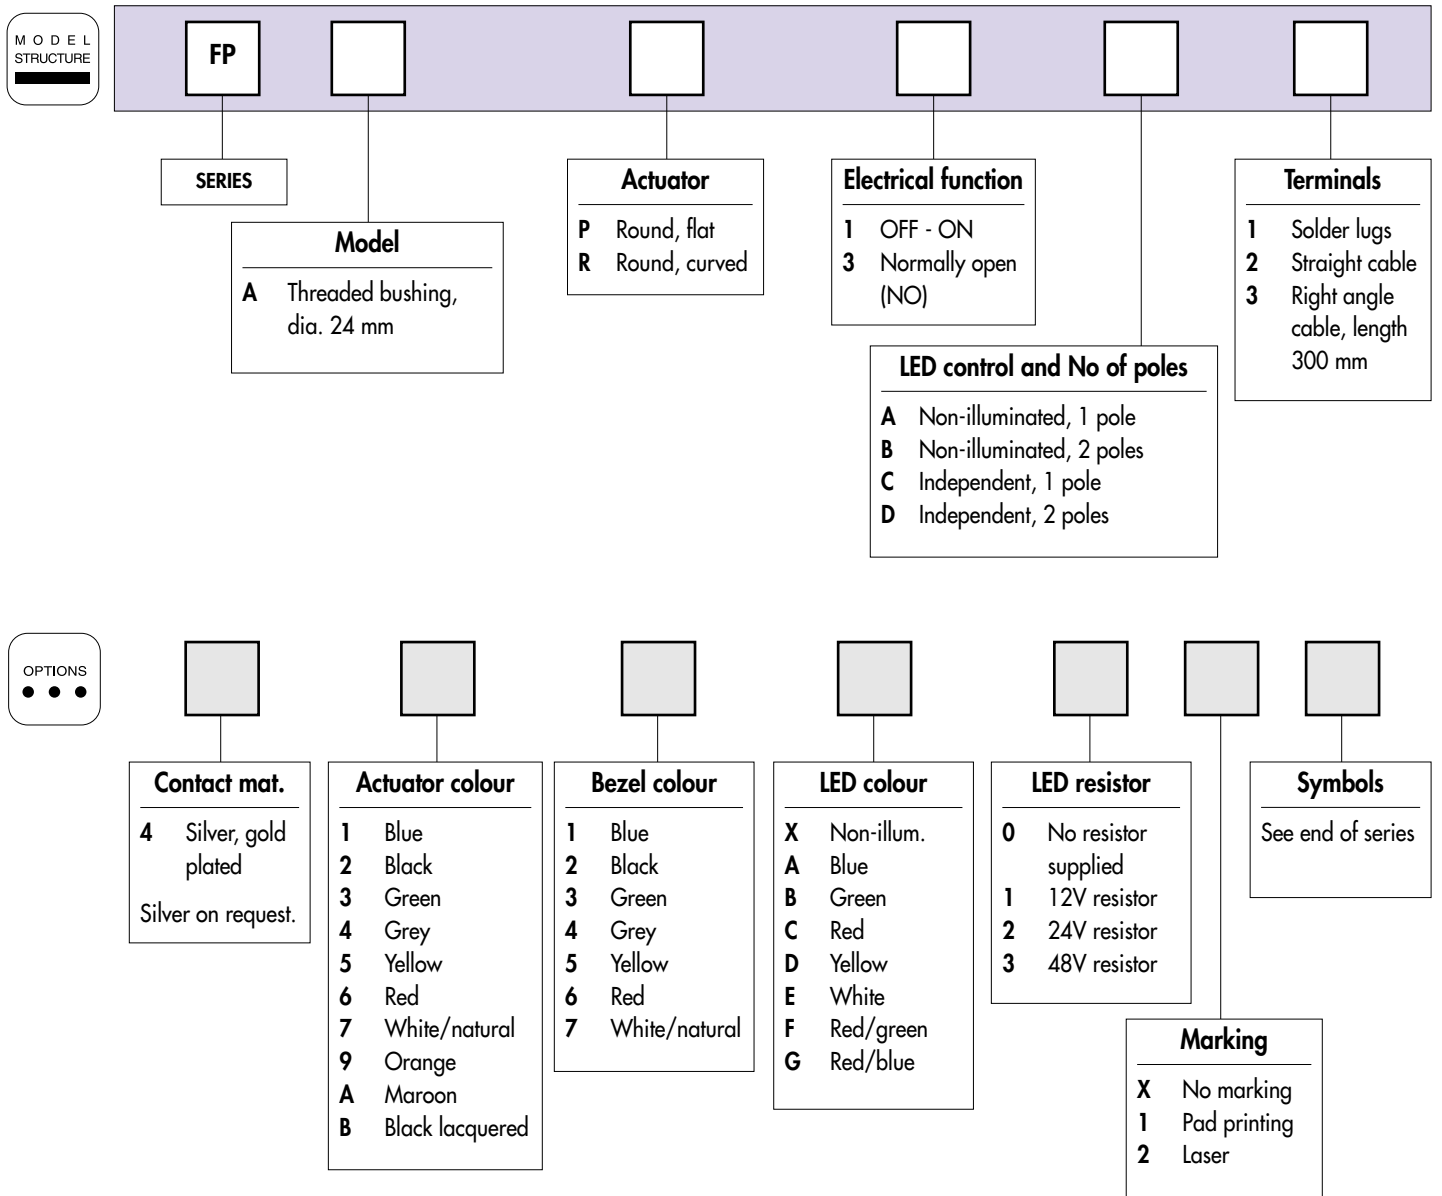 MODEL
STRUCTURE
FP
SERIES
Model
A Threaded bushing,
dia. 24 mm
Actuator
P Round, flat
R Round, curved
Electrical function
1 OFF - ON
3 Normally open
(NO)
LED control and No of poles
A Non-illuminated, 1 pole
B Non-illuminated, 2 poles
C Independent, 1 pole
D Independent, 2 poles
Terminals
1 Solder lugs
2 Straight cable
3 Right angle
cable, length
300 mm
OPTIONS
Contact mat.
4 Silver, gold
plated
Silver on request.
Actuator colour
1 Blue
2 Black
3 Green
4 Grey
5 Yellow
6 Red
7 White/natural
9 Orange
A Maroon
B Black lacquered
Bezel colour
1 Blue
2 Black
3 Green
4 Grey
5 Yellow
6 Red
7 White/natural
LED colour
X Non-illum.
A Blue
B Green
C Red
D Yellow
E White
F Red/green
G Red/blue
LED resistor
0 No resistor
supplied
1 12V resistor
2 24V resistor
3 48V resistor
Marking
X No marking
1 Pad printing
2 Laser
Symbols
See end of series